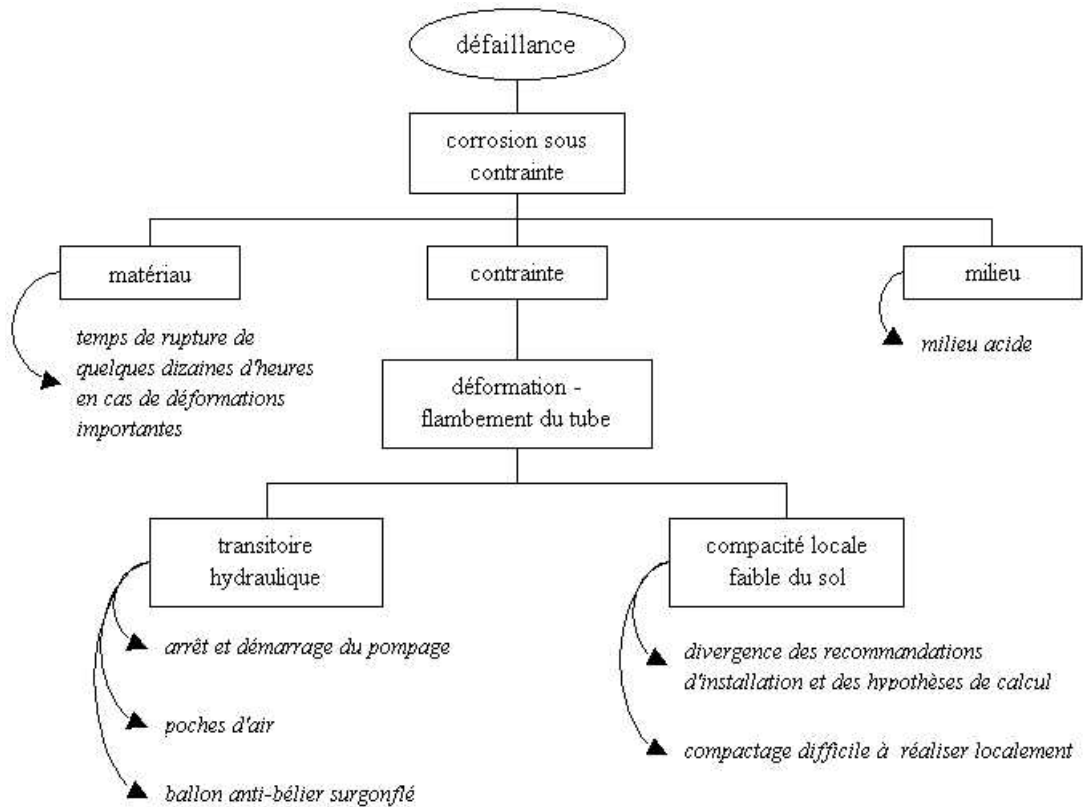 défaillance
corrosion sous
contrainte
matériau
contrainte
milieu
temps de rupture de
quelques dizaines d'heures
en cas de déformations
importantes
milieu acide
déformation -
flambement du tube
transitoire
hydraulique
compacité locale
faible du sol
arrêt et démarrage du pompage
poches d'air
ballon anti-bélier surgonflé
divergence des recommandations
d'installation et des hypothèses de calcul
compactage difficile à réaliser localement